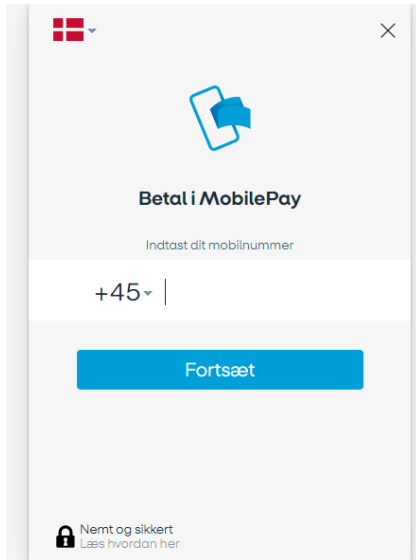 Betal i MobilePay
Indtast dit mobilnummer
+45
Fortsæt
Nemt og sikkert
Læs hvordan her